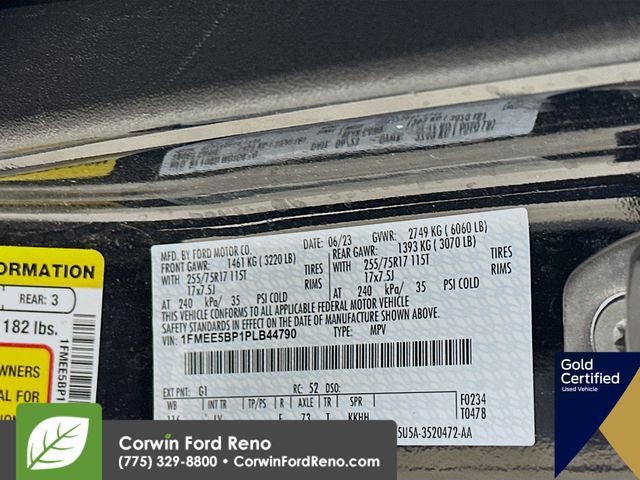 MFD. BY FORD MOTOR CO.
DATE: 06/23 GVWR: 2749 KG ( 6060 LB)
FRONT GAWR: 1461 KG ( 3220 LB) REAR GAWR: 1393 KG ( 3070 LB)
WITH 255/75R17 115T TIRES WITH 255/75R17 115T TIRES
17x7.5J RIMS 17x7.5J RIMS
AT 240 kPa/ 35 PSI COLD AT 240 kPa/ 35 PSI COLD
THIS VEHICLE CONFORMS TO ALL APPLICABLE FEDERAL MOTOR VEHICLE
SAFETY STANDARDS IN EFFECT ON THE DATE OF MANUFACTURE SHOWN ABOVE.
VIN: 1FMEE5BP1PLB44790 TYPE: MPV
EXT PNT: G1 RC: 52 DSO:
WB INT TR TP/PS R AXLE TR SPR
116 LV E 73 T KKHH
F0234
T0478
5U5A-3520472-AA
ORMATION
REAR: 3
182 lbs.
OWNERS
AL FOR
1FMEE5BP1
Gold
Certified
Used Vehicle
Corwin Ford Reno
(775) 329-8800 • CorwinFordReno.com